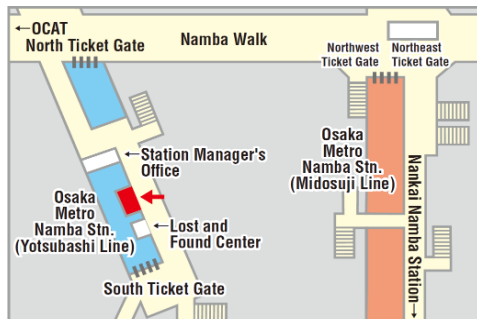 ←OCAT
North Ticket Gate
Namba Walk
Northwest
Ticket Gate
Northeast
Ticket Gate
Station Manager's
Office
Osaka
Metro
Namba Stn.
(Midosuji Line)
Osaka
Metro
Namba Stn.
(Yotsubashi Line)
Lost and
Found Center
South Ticket Gate
Nankai Namba Station→